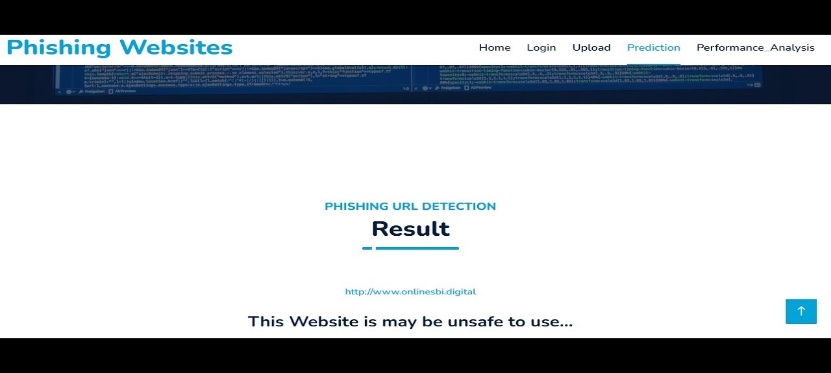 Phishing Websites
Home Login Upload Prediction Performance_Analysis
PHISHING URL DETECTION
Result
http://www.onlinesbi.digital
This Website is may be unsafe to use...